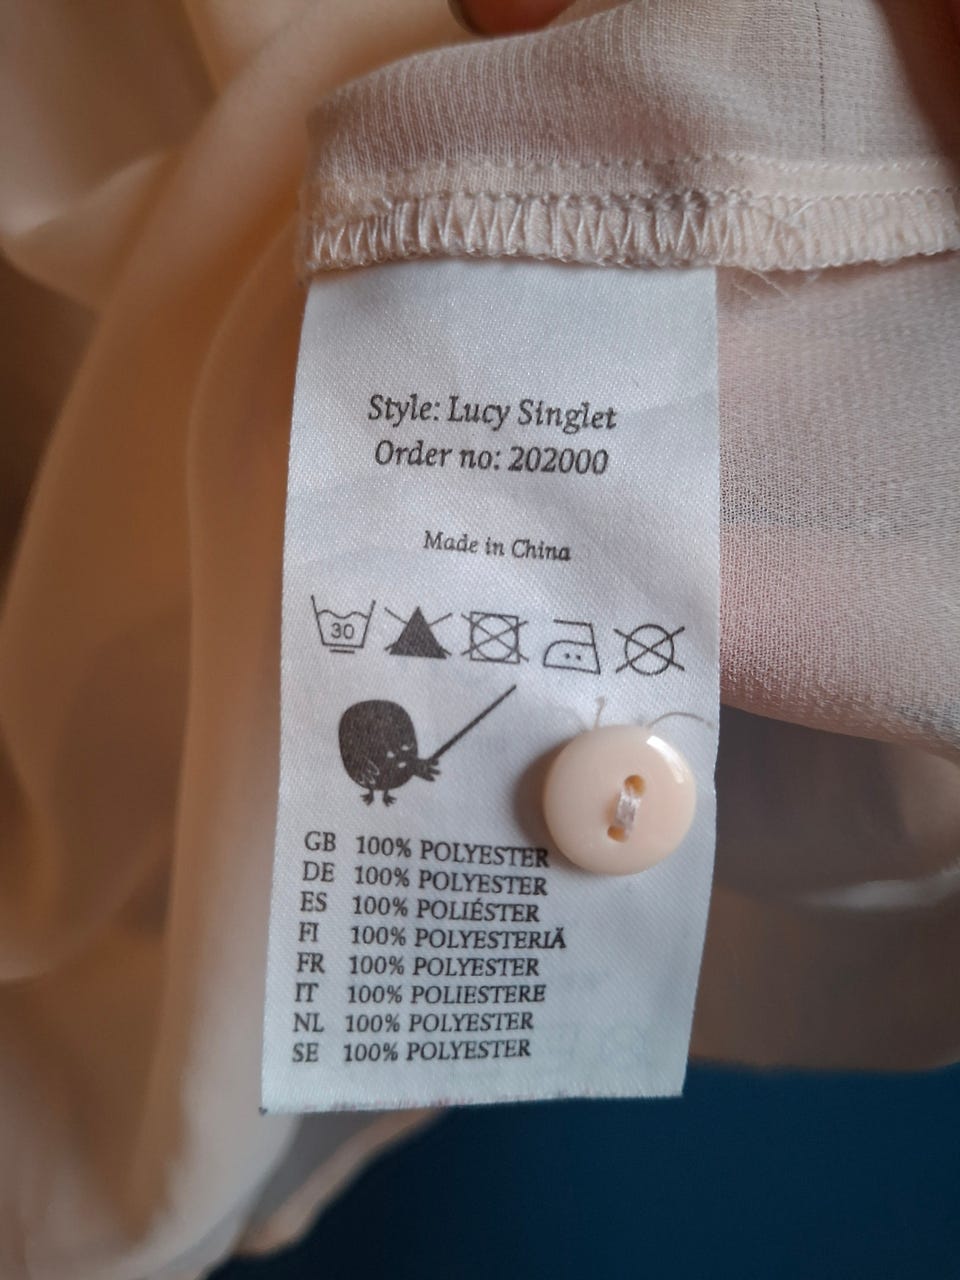 Style: Lucy Singlet
Order no: 202000
Made in China
30
GB 100% POLYESTER
DE 100% POLYESTER
ES 100% POLIÉSTER
FI 100% POLYESTERIÄ
FR 100% POLYESTER
IT 100% POLIESTERE
NL 100% POLYESTER
SE 100% POLYESTER